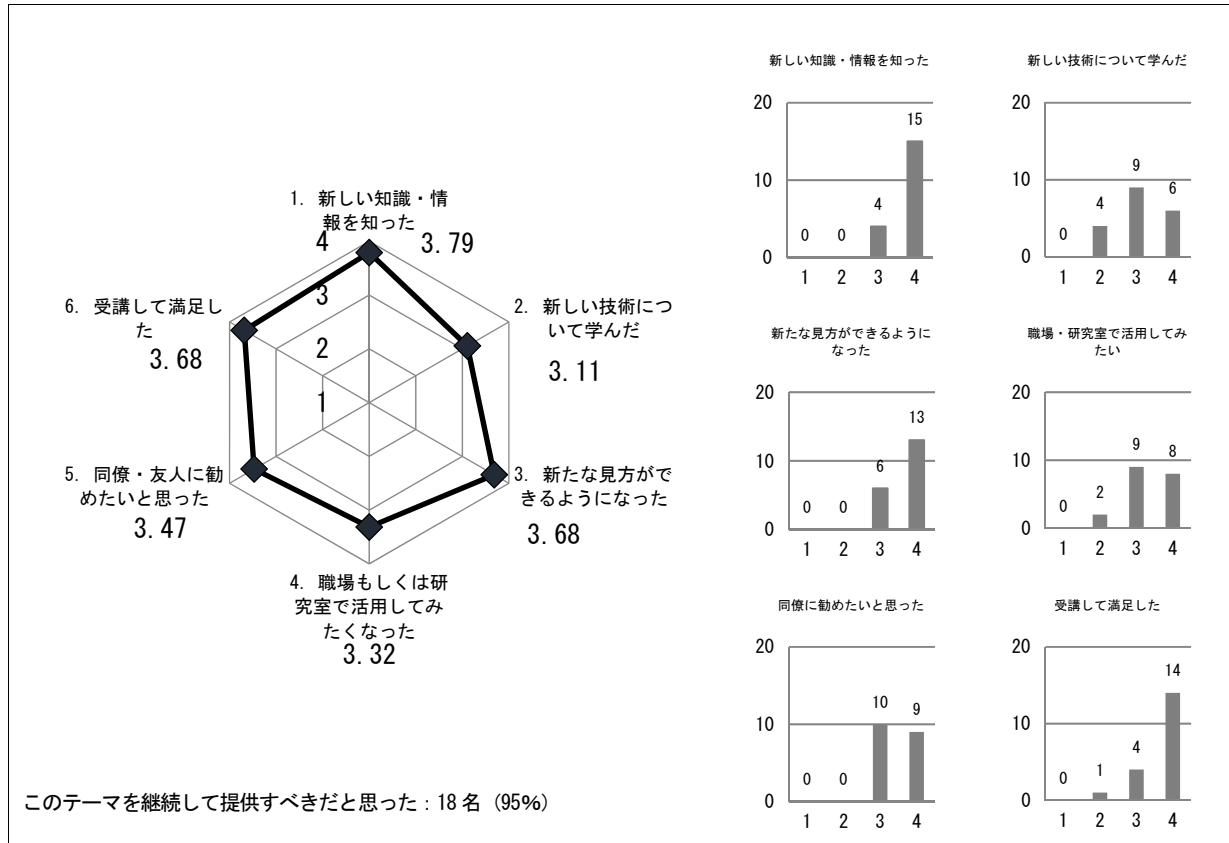 1. 新しい知識・情
報を知った
3.79
2. 新しい技術につ
いて学んだ
3.11
3. 新たな見方がで
きるようになった
3.68
4. 職場もしくは研
究室で活用してみ
たくなった
3.32
5. 同僚・友人に勧
めたいと思った
3.47
6. 受講して満足し
た
3.68
4
3
2
1
このテーマを継続して提供すべきだと思った：18 名（95%）
新しい知識・情報を知った
20
10
0
0 0 4 15
1 2 3 4
新しい技術について学んだ
20
10
0
0 4 9 6
1 2 3 4
新たな見方ができるように
なった
20
10
0
0 0 6 13
1 2 3 4
職場・研究室で活用してみ
たい
20
10
0
0 2 9 8
1 2 3 4
同僚に勧めたいと思った
20
10
0
0 0 10 9
1 2 3 4
受講して満足した
20
10
0
0 1 4 14
1 2 3 4